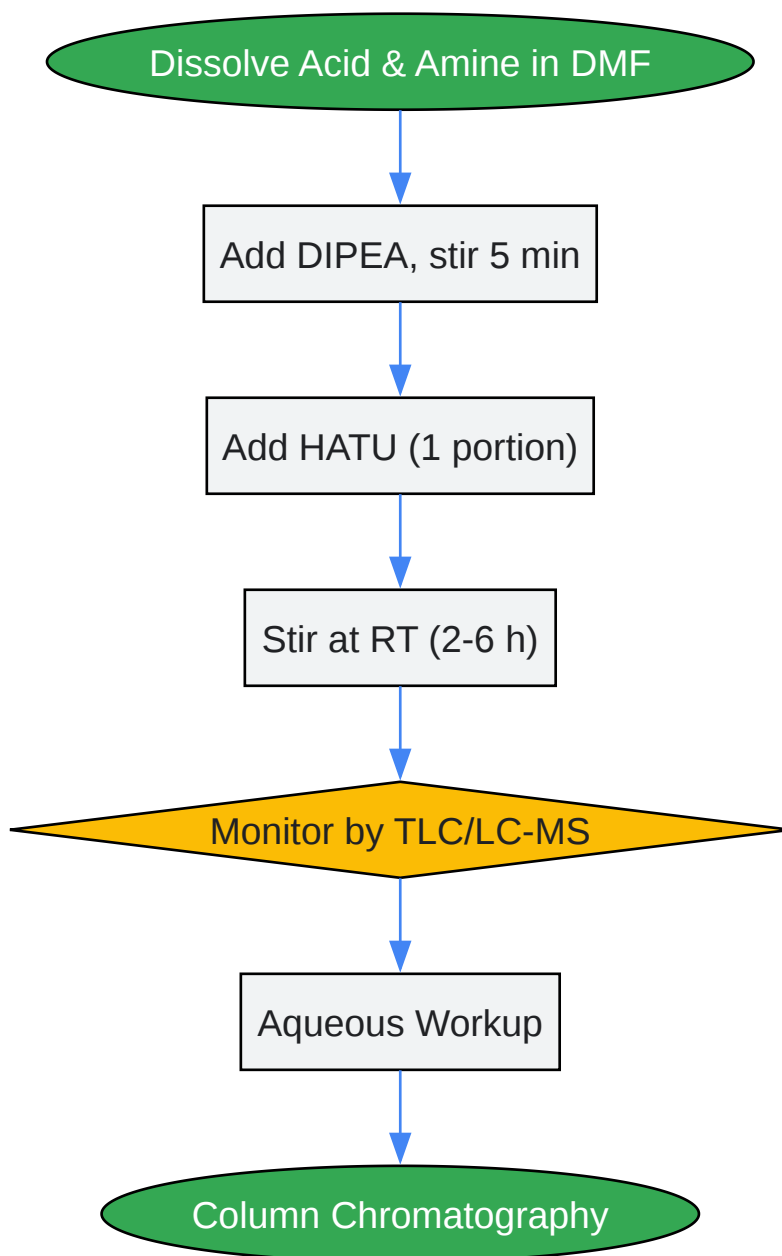 Dissolve Acid & Amine in DMF
Add DIPEA, stir 5 min
Add HATU (1 portion)
Stir at RT (2-6 h)
Monitor by TLC/LC-MS
Aqueous Workup
Column Chromatography